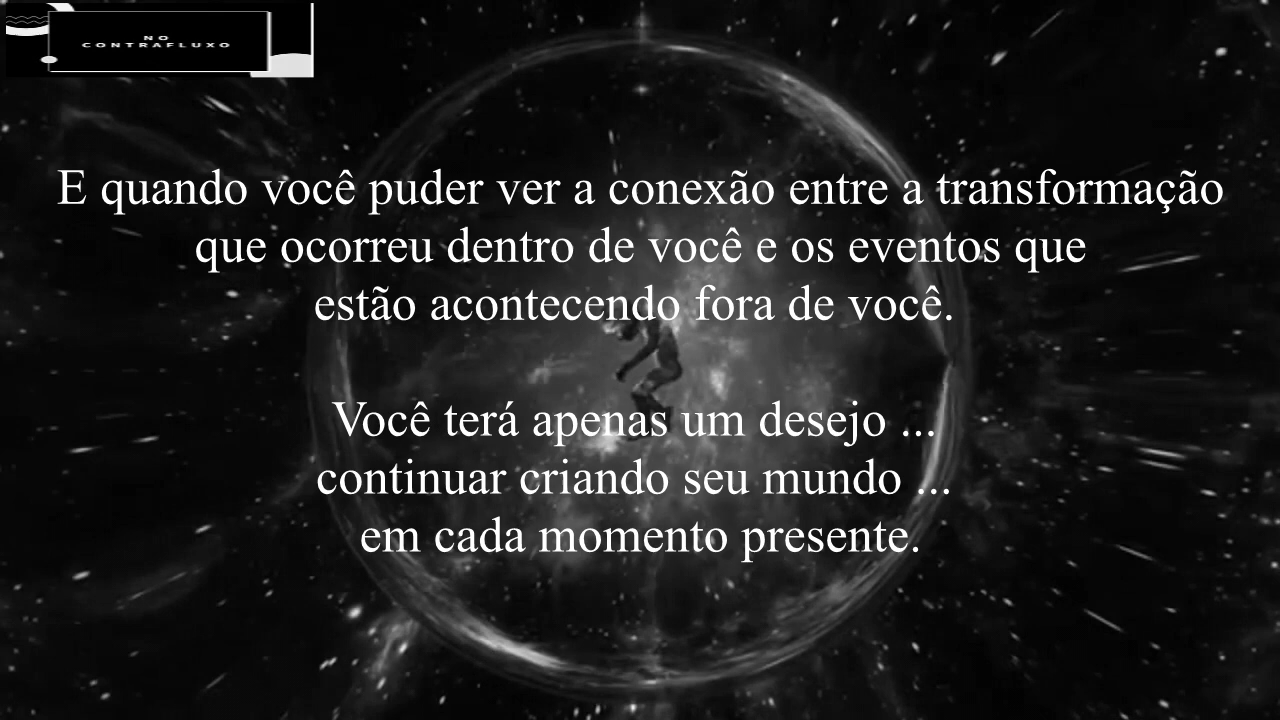 NO
CONTRAFLUXO
E quando você puder ver a conexão entre a transformação
que ocorreu dentro de você e os eventos que
estão acontecendo fora de você.
Você terá apenas um desejo ...
continuar criando seu mundo ...
em cada momento presente.